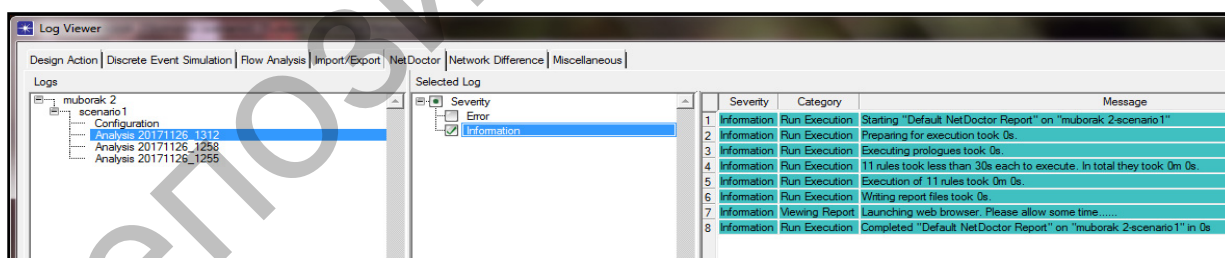 Log Viewer
Design Action Discrete Event Simulation Flow Analysis Import/Export NetDoctor Network Difference Miscellaneous
Logs Selected Log
muborak 2
scenario1
Configuration
Analysis 20171126_1312
Analysis 20171126_1258
Analysis 20171126_1255
Severity
Error
Information
Severity Category Message
1 Information Run Execution Starting "Default NetDoctor Report" on "muborak 2-scenario1"
2 Information Run Execution Preparing for execution took 0s.
3 Information Run Execution Executing prologues took 0s.
4 Information Run Execution 11 rules took less than 30s each to execute. In total they took 0m 0s.
5 Information Run Execution Execution of 11 rules took 0m 0s.
6 Information Run Execution Writing report files took 0s.
7 Information Viewing Report Launching web browser. Please allow some time......
8 Information Run Execution Completed "Default NetDoctor Report" on "muborak 2-scenario1" in 0s